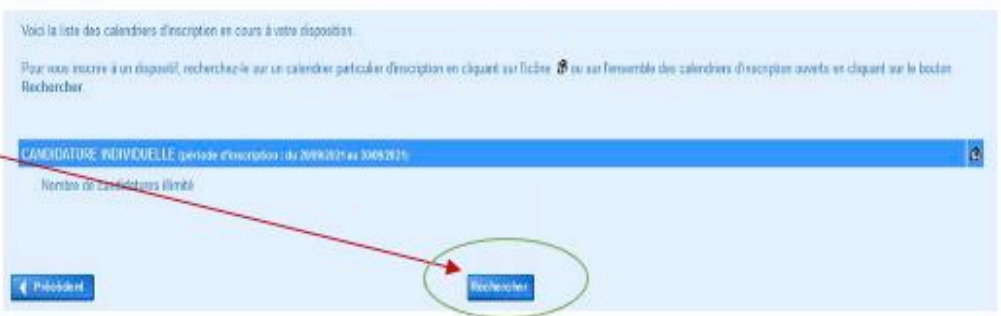 Voici la liste des calendriers d'inscription en cours à votre disposition.
Pour vous inscrire à un dispositif, recherchez-le sur un calendrier particulier d'inscription en cliquant sur l'icône ou sur l'ensemble des calendriers d'inscription ouverts en cliquant sur le bouton
Rechercher.
CANDIDATURE INDIVIDUELLE (période d'inscription : du 20/09/2021 au 30/09/2021)
Nombre de candidatures illimité
Précédent
Rechercher